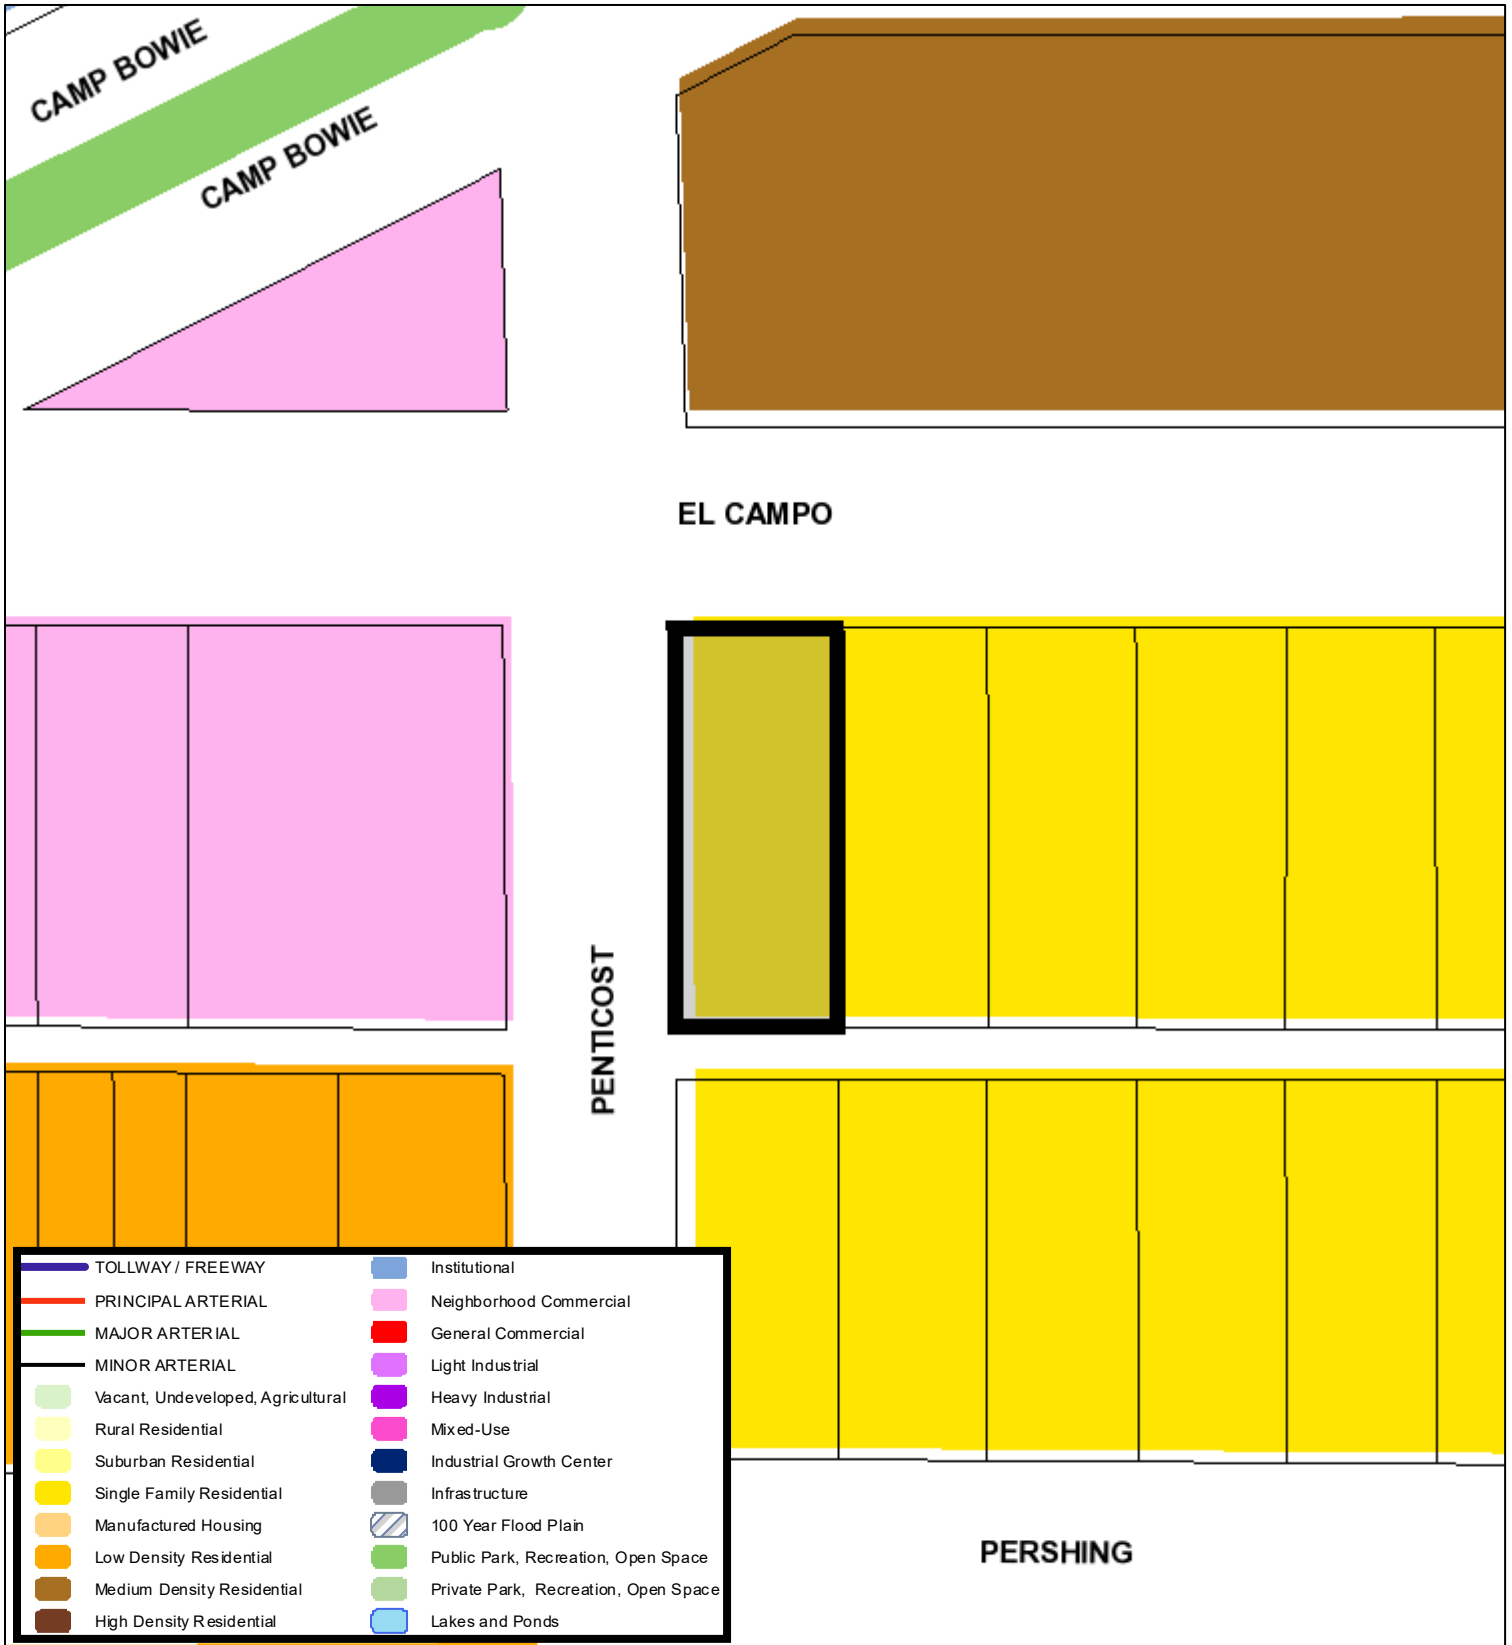 CAMP BOWIE
CAMP BOWIE
EL CAMPO
PENTICOST
TOLLWAY / FREEWAY
PRINCIPAL ARTERIAL
MAJOR ARTERIAL
MINOR ARTERIAL
Vacant, Undeveloped, Agricultural
Rural Residential
Suburban Residential
Single Family Residential
Manufactured Housing
Low Density Residential
Medium Density Residential
High Density Residential
Institutional
Neighborhood Commercial
General Commercial
Light Industrial
Heavy Industrial
Mixed-Use
Industrial Growth Center
Infrastructure
100 Year Flood Plain
Public Park, Recreation, Open Space
Private Park, Recreation, Open Space
Lakes and Ponds
PERSHING